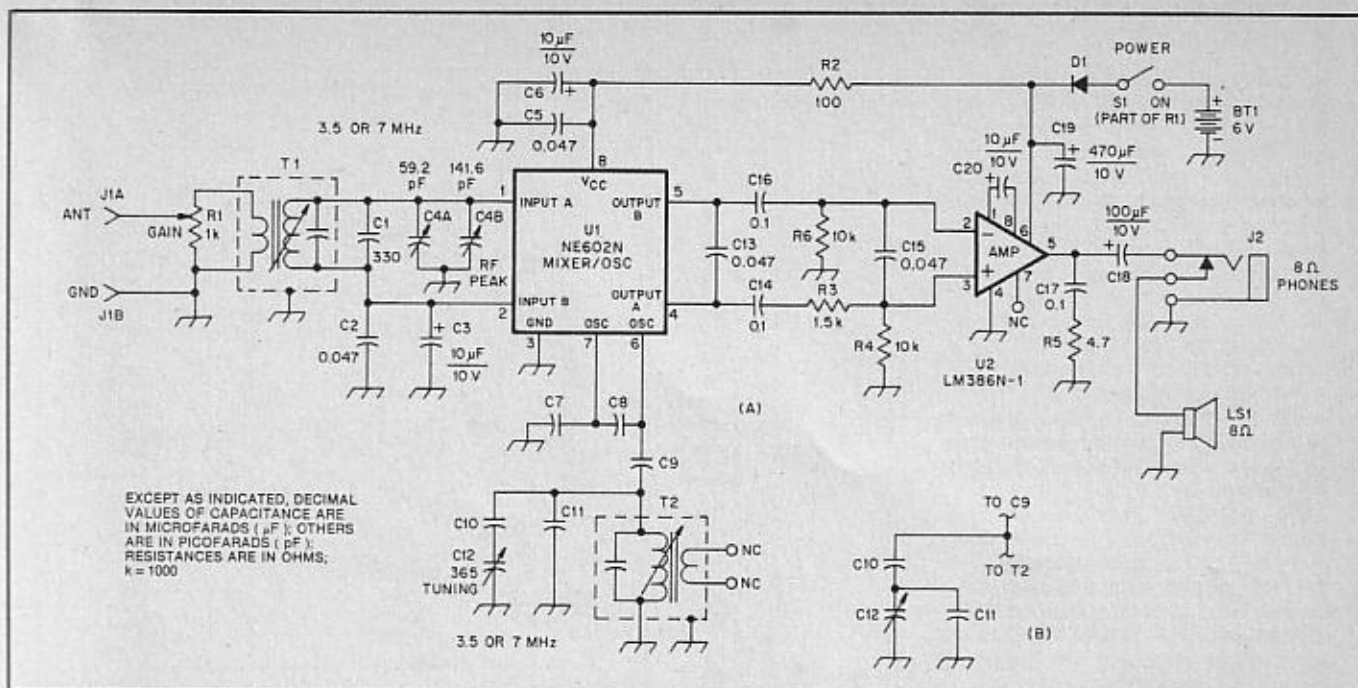 10µF
10 V
C6
+
C5
0.047
R2
100
D1
POWER
S1
ON
(PART OF R1)
+
BT1
6 V
-
3.5 OR 7 MHz
T1
J1A
ANT
R1
1k
GAIN
GND
J1B
C1
330
59.2
pF
141.6
pF
C4A
C4B
RF
PEAK
C2
0.047
+
C3
10µF
10V
8
VCC
1
INPUT A
OUTPUT
B
5
U1
NE602N
MIXER/OSC
2
INPUT B
OUTPUT
A
4
GND
OSC
OSC
3
7
6
C16
0.1
C13
0.047
R6
10k
C15
0.047
C14
0.1
R3
1.5k
R4
10k
10µF
10V
C20
C19
+
470µF
10 V
1
8
6
2
-
AMP
5
+
3
4
7
NC
U2
LM386N-1
100µF
10V
+
C18
C17
0.1
R5
4.7
J2
8Ω
PHONES
LS1
8Ω
(A)
C7
C8
C9
C10
C11
C12
365
TUNING
T2
NC
NC
3.5 OR 7 MHz
TO C9
TO T2
C10
C12
C11
(B)
EXCEPT AS INDICATED, DECIMAL
VALUES OF CAPACITANCE ARE
IN MICROFARADS ( µF ); OTHERS
ARE IN PICOFARADS ( pF );
RESISTANCES ARE IN OHMS;
k = 1000